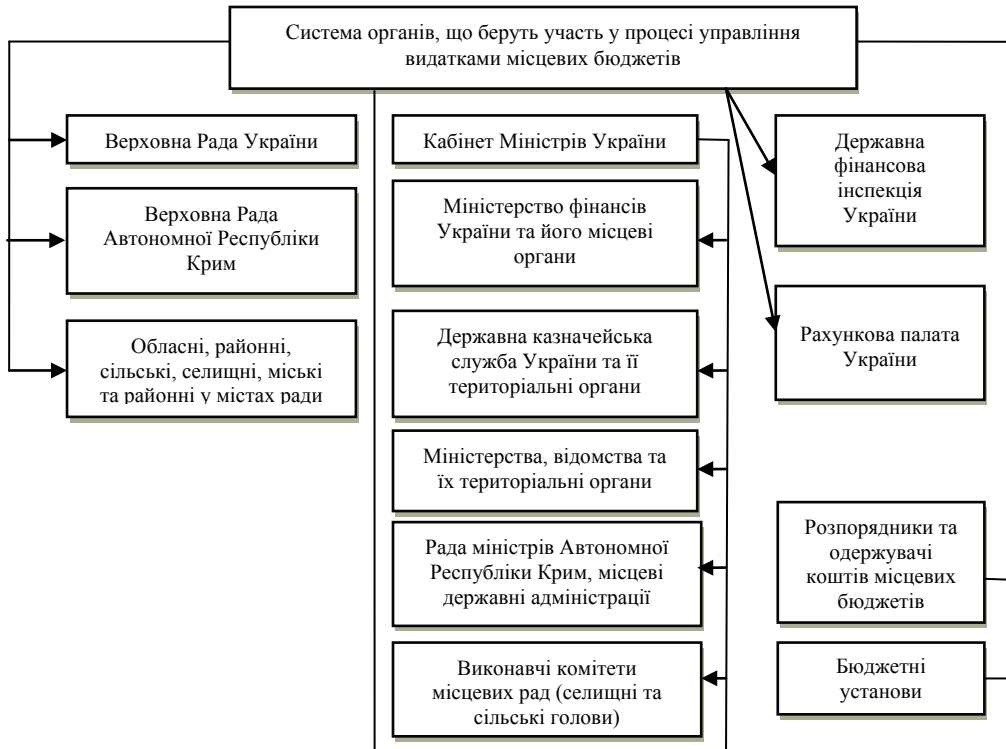 Система органів, що беруть участь у процесі управління
видатками місцевих бюджетів
Верховна Рада України
Верховна Рада
Автономної Республіки
Крим
Обласні, районні,
сільські, селищні, міські
та районні у містах ради
Кабінет Міністрів України
Міністерство фінансів
України та його місцеві
органи
Державна казначейська
служба України та її
територіальні органи
Міністерства, відомства та
їх територіальні органи
Рада міністрів Автономної
Республіки Крим, місцеві
державні адміністрації
Виконавчі комітети
місцевих рад (селищні та
сільські голови)
Державна
фінансова
інспекція
України
Рахункова палата
України
Розпорядники та
одержувачі
коштів місцевих
бюджетів
Бюджетні
установи